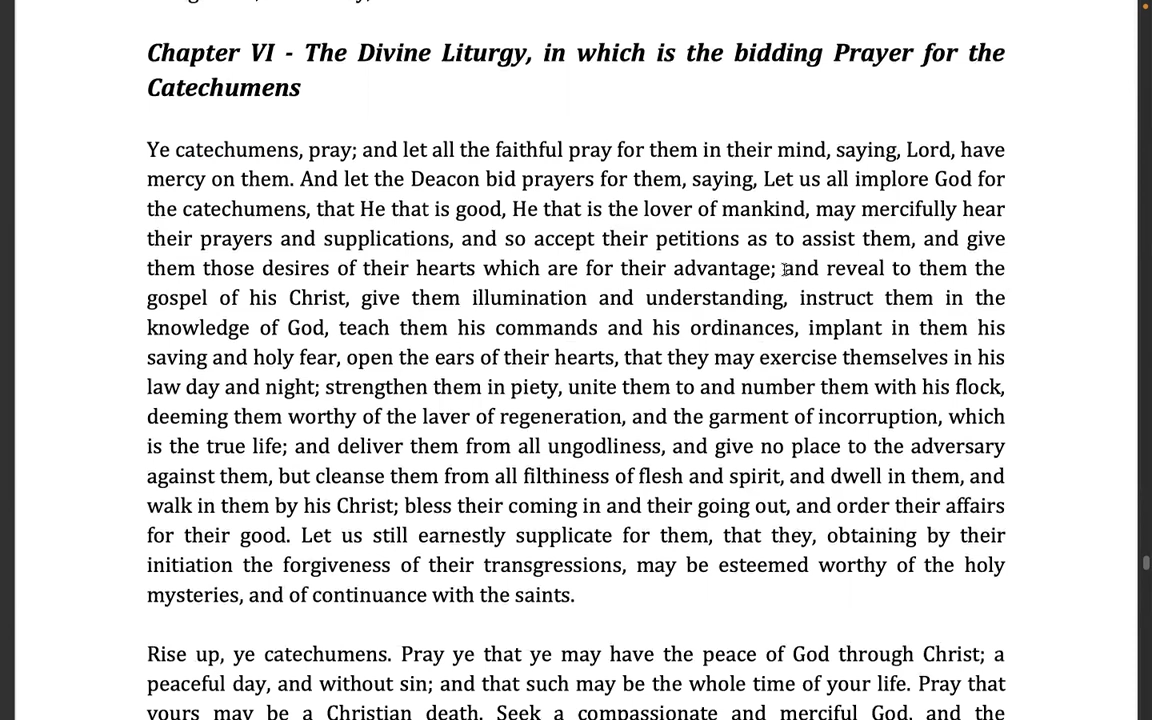 Chapter VI - The Divine Liturgy, in which is the bidding Prayer for the
Catechumens
Ye catechumens, pray; and let all the faithful pray for them in their mind, saying, Lord, have
mercy on them. And let the Deacon bid prayers for them, saying, Let us all implore God for
the catechumens, that He that is good, He that is the lover of mankind, may mercifully hear
their prayers and supplications, and so accept their petitions as to assist them, and give
them those desires of their hearts which are for their advantage; and reveal to them the
gospel of his Christ, give them illumination and understanding, instruct them in the
knowledge of God, teach them his commands and his ordinances, implant in them his
saving and holy fear, open the ears of their hearts, that they may exercise themselves in his
law day and night; strengthen them in piety, unite them to and number them with his flock,
deeming them worthy of the laver of regeneration, and the garment of incorruption, which
is the true life; and deliver them from all ungodliness, and give no place to the adversary
against them, but cleanse them from all filthiness of flesh and spirit, and dwell in them, and
walk in them by his Christ; bless their coming in and their going out, and order their affairs
for their good. Let us still earnestly supplicate for them, that they, obtaining by their
initiation the forgiveness of their transgressions, may be esteemed worthy of the holy
mysteries, and of continuance with the saints.
Rise up, ye catechumens. Pray ye that ye may have the peace of God through Christ; a
peaceful day, and without sin; and that such may be the whole time of your life. Pray that
yours may be a Christian death. Seek a compassionate and merciful God, and the